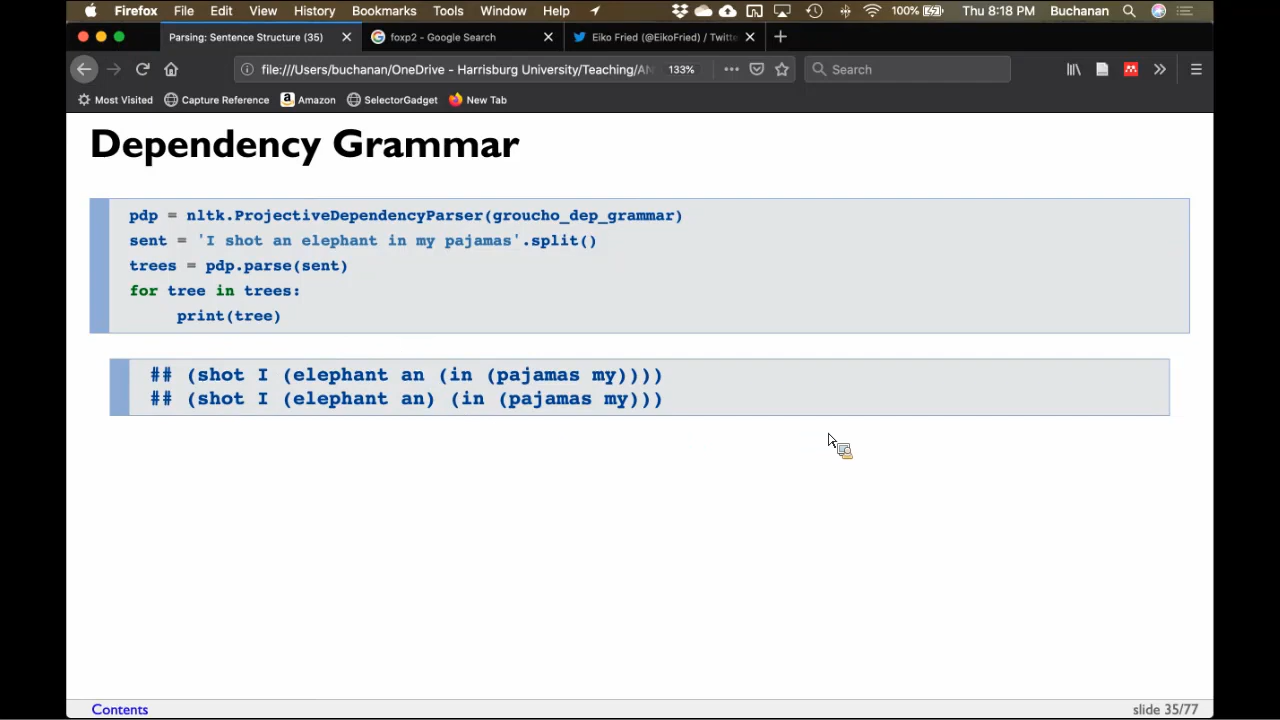 Firefox File Edit View History Bookmarks Tools Window Help 100% Thu 8:18 PM Buchanan
Parsing: Sentence Structure (35) foxp2 - Google Search Eiko Fried (@EikoFried) / Twitte
file:///Users/buchanan/OneDrive - Harrisburg University/Teaching/AN 133% Search
Most Visited Capture Reference Amazon SelectorGadget New Tab
Dependency Grammar
pdp = nltk.ProjectiveDependencyParser(groucho_dep_grammar)
sent = 'I shot an elephant in my pajamas'.split()
trees = pdp.parse(sent)
for tree in trees:
print(tree)
## (shot I (elephant an (in (pajamas my))))
## (shot I (elephant an) (in (pajamas my)))
Contents slide 35/77